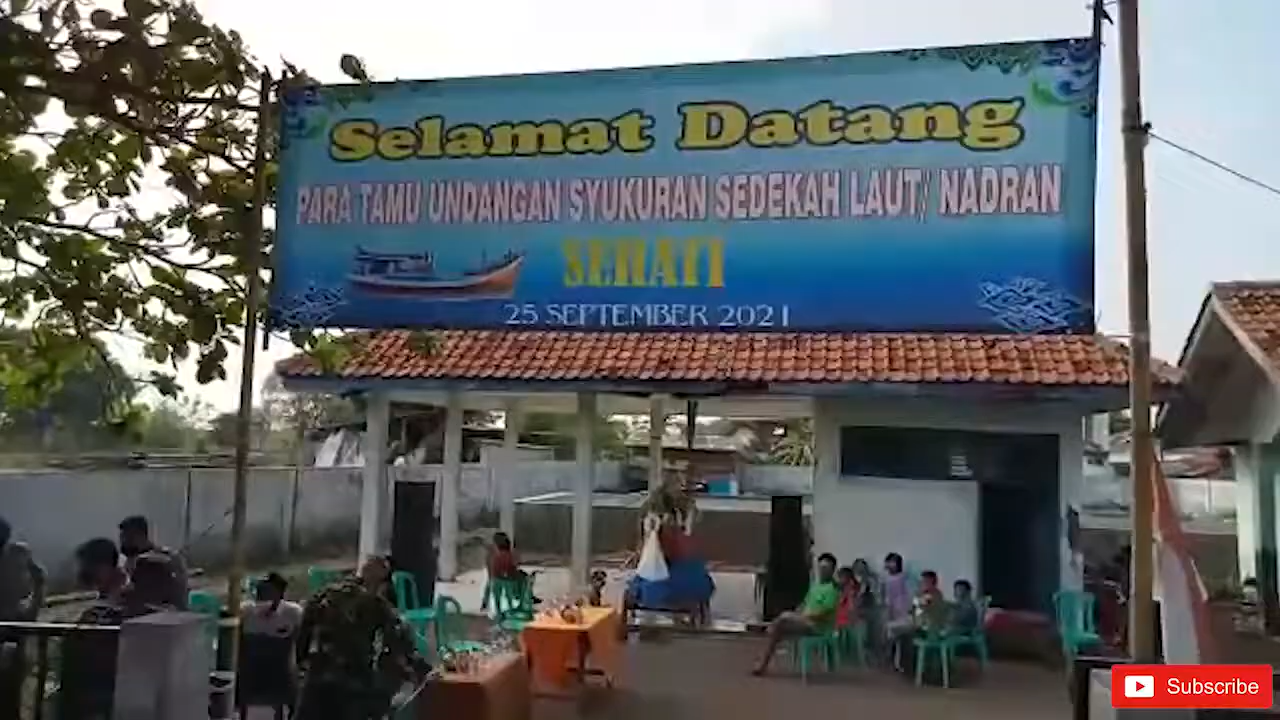 Selamat Datang
PARA TAMU UNDANGAN SYUKURAN SEDEKAH LAUT/ NADRAN
SEHATI
25 SEPTEMBER 2021
Subscribe